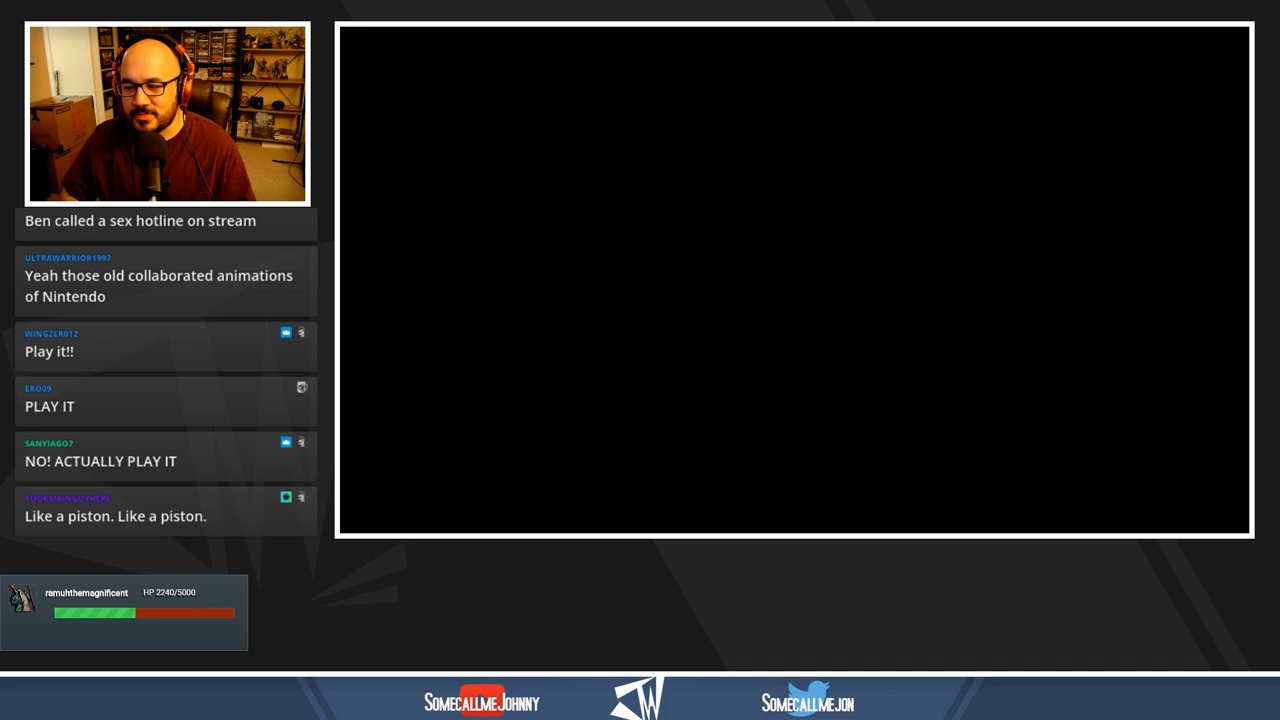 Ben called a sex hotline on stream
ULTRAWARRIOR1997
Yeah those old collaborated animations
of Nintendo
WINGZER012
Play it!!
ERO09
PLAY IT
SANYIAGO7
NO! ACTUALLY PLAY IT
YOURMAINGUYHERE
Like a piston. Like a piston.
ramuhthemagnificent HP 2240/5000
SOMECALLMEJOHNNY
SOMECALLMEJON